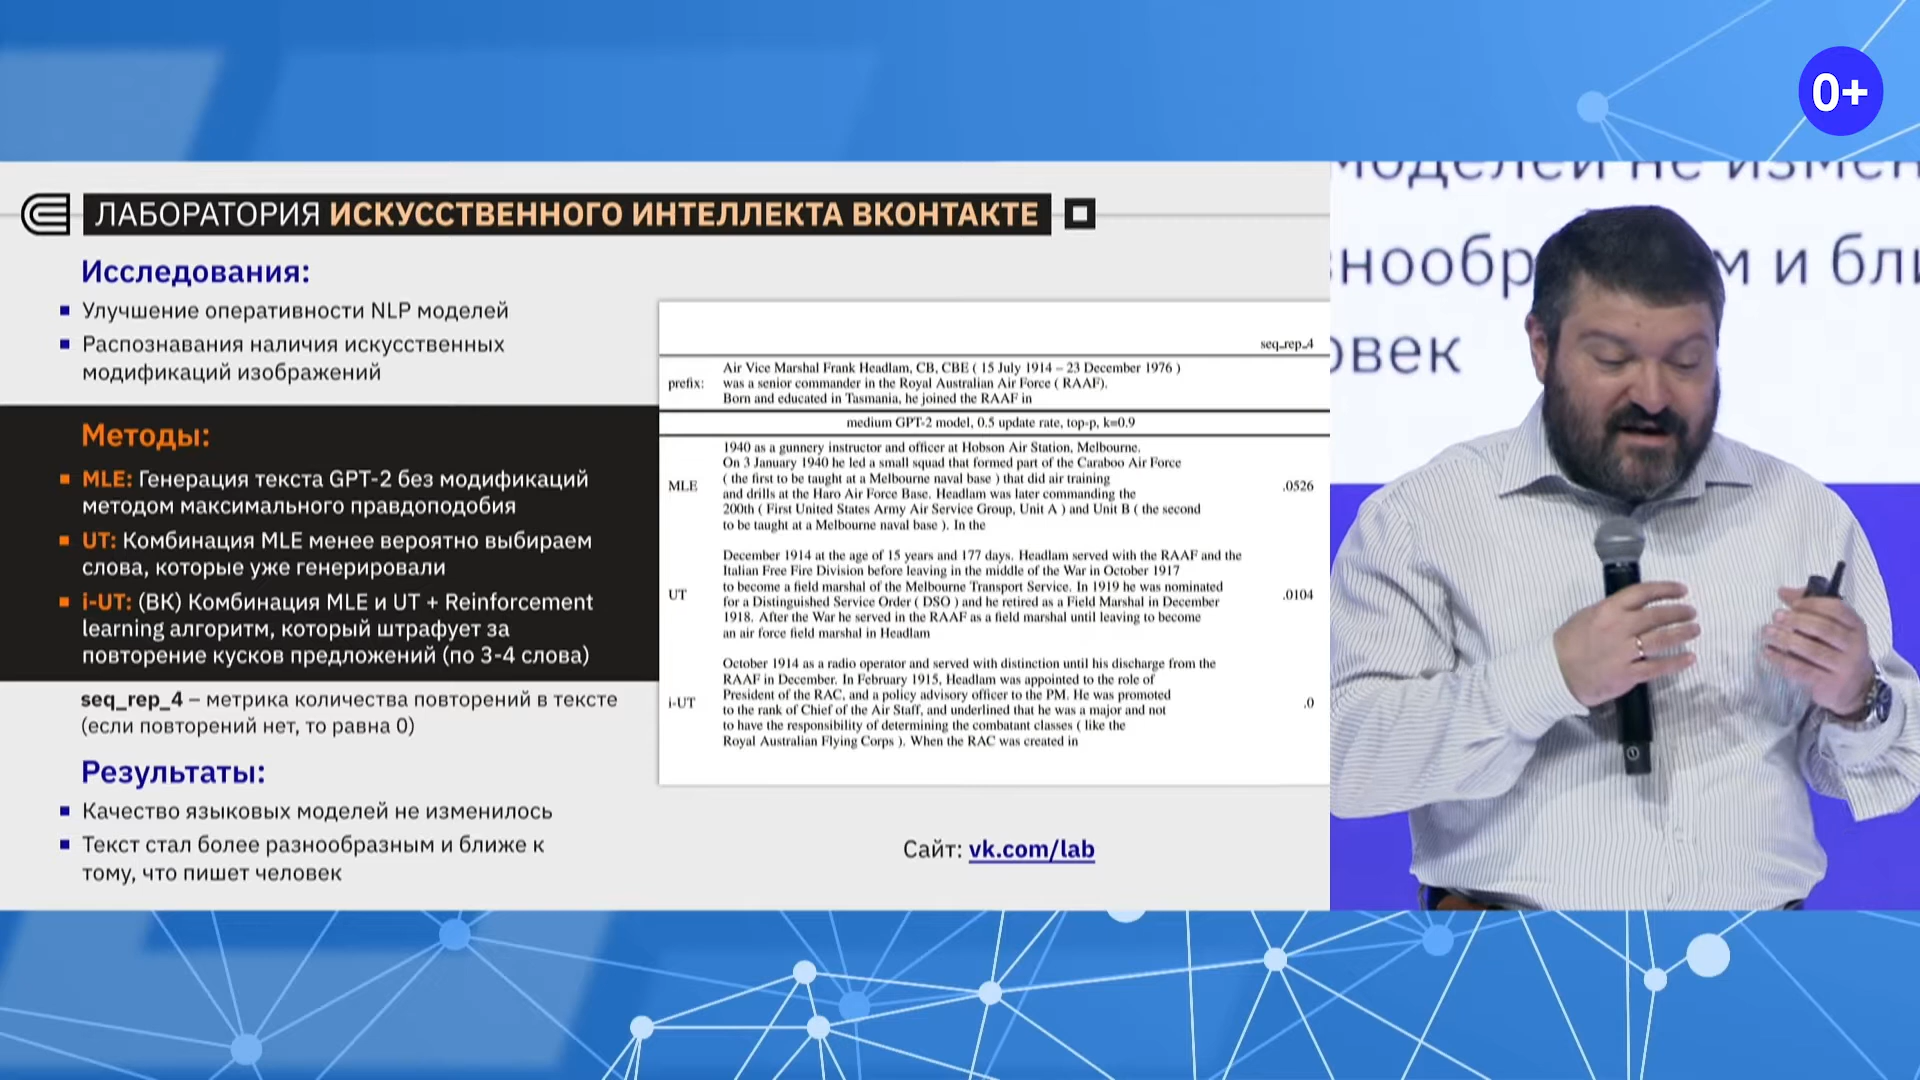 0+
ЛАБОРАТОРИЯ ИСКУССТВЕННОГО ИНТЕЛЛЕКТА ВКОНТАКТЕ
Исследования:
Улучшение оперативности NLP моделей
Распознавания наличия искусственных
модификаций изображений
Методы:
MLE: Генерация текста GPT-2 без модификаций
методом максимального правдоподобия
UT: Комбинация MLE менее вероятно выбираем
слова, которые уже генерировали
i-UT: (ВК) Комбинация MLE и UT + Reinforcement
learning алгоритм, который штрафует за
повторение кусков предложений (по 3-4 слова)
seq_rep_4 – метрика количества повторений в тексте
(если повторений нет, то равна 0)
Результаты:
Качество языковых моделей не изменилось
Текст стал более разнообразным и ближе к
тому, что пишет человек
seq_rep_4
prefix:
Air Vice Marshal Frank Headlam, CB, CBE ( 15 July 1914 – 23 December 1976 )
was a senior commander in the Royal Australian Air Force ( RAAF).
Born and educated in Tasmania, he joined the RAAF in
medium GPT-2 model, 0.5 update rate, top-p, k=0.9
MLE
1940 as a gunnery instructor and officer at Hobson Air Station, Melbourne.
On 3 January 1940 he led a small squad that formed part of the Caraboo Air Force
( the first to be taught at a Melbourne naval base ) that did air training
and drills at the Haro Air Force Base. Headlam was later commanding the
200th ( First United States Army Air Service Group, Unit A ) and Unit B ( the second
to be taught at a Melbourne naval base ). In the
.0526
UT
December 1914 at the age of 15 years and 177 days. Headlam served with the RAAF and the
Italian Free Fire Division before leaving in the middle of the War in October 1917
to become a field marshal of the Melbourne Transport Service. In 1919 he was nominated
for a Distinguished Service Order ( DSO ) and he retired as a Field Marshal in December
1918. After the War he served in the RAAF as a field marshal until leaving to become
an air force field marshal in Headlam
.0104
i-UT
October 1914 as a radio operator and served with distinction until his discharge from the
RAAF in December. In February 1915, Headlam was appointed to the role of
President of the RAC, and a policy advisory officer to the PM. He was promoted
to the rank of Chief of the Air Staff, and underlined that he was a major and not
to have the responsibility of determining the combatant classes ( like the
Royal Australian Flying Corps ). When the RAC was created in
.0
Сайт: vk.com/lab
моделей не измен
нообр м и бли
овек